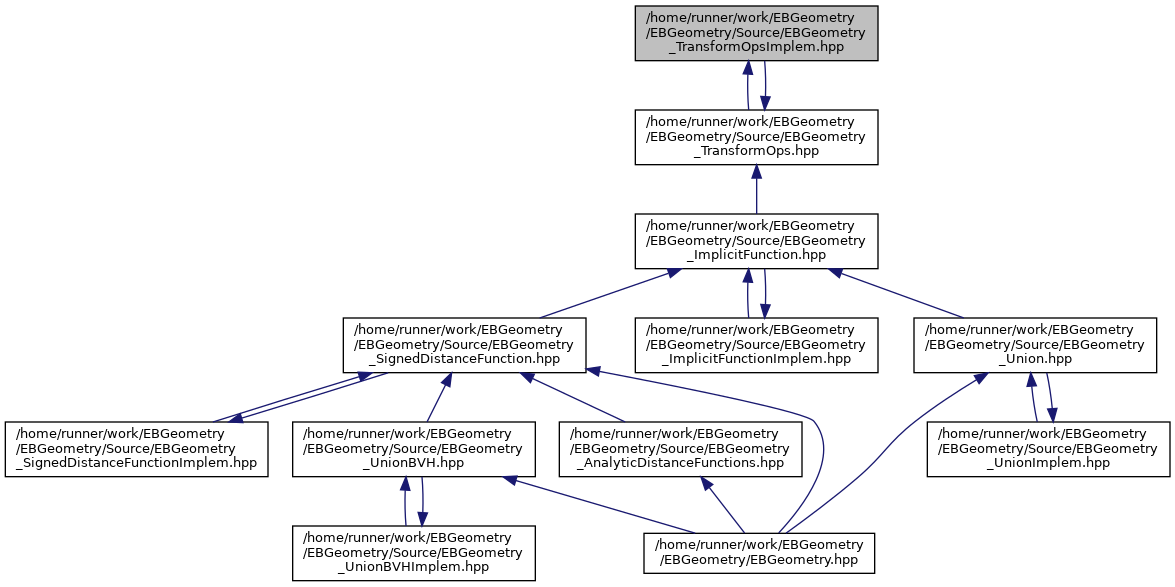 /home/runner/work/EBGeometry
/EBGeometry/Source/EBGeometry
_TransformOpsImplem.hpp
/home/runner/work/EBGeometry
/EBGeometry/Source/EBGeometry
_TransformOps.hpp
/home/runner/work/EBGeometry
/EBGeometry/Source/EBGeometry
_ImplicitFunction.hpp
/home/runner/work/EBGeometry
/EBGeometry/Source/EBGeometry
_SignedDistanceFunction.hpp
/home/runner/work/EBGeometry
/EBGeometry/Source/EBGeometry
_ImplicitFunctionImplem.hpp
/home/runner/work/EBGeometry
/EBGeometry/Source/EBGeometry
_Union.hpp
/home/runner/work/EBGeometry
/EBGeometry/Source/EBGeometry
_SignedDistanceFunctionImplem.hpp
/home/runner/work/EBGeometry
/EBGeometry/Source/EBGeometry
_UnionBVH.hpp
/home/runner/work/EBGeometry
/EBGeometry/Source/EBGeometry
_AnalyticDistanceFunctions.hpp
/home/runner/work/EBGeometry
/EBGeometry/Source/EBGeometry
_UnionImplem.hpp
/home/runner/work/EBGeometry
/EBGeometry/Source/EBGeometry
_UnionBVHImplem.hpp
/home/runner/work/EBGeometry
/EBGeometry/EBGeometry.hpp